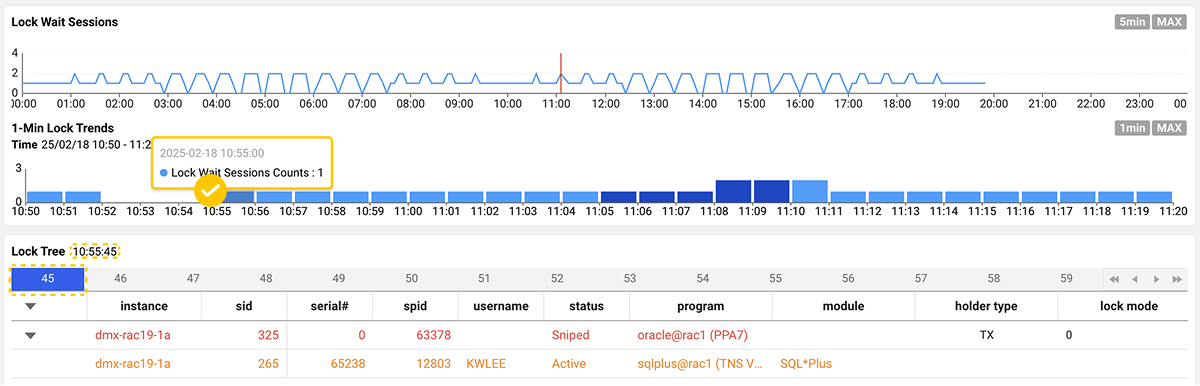 Lock Wait Sessions 5min MAX
4
2
0
00:00 01:00 02:00 03:00 04:00 05:00 06:00 07:00 08:00 09:00 10:00 11:00 12:00 13:00 14:00 15:00 16:00 17:00 18:00 19:00 20:00 21:00 22:00 23:00 00
1-Min Lock Trends 1min MAX
Time 25/02/18 10:50 - 11:2
2025-02-18 10:55:00
Lock Wait Sessions Counts : 1
3
0
10:50 10:51 10:52 10:53 10:54 10:55 10:56 10:57 10:58 10:59 11:00 11:01 11:02 11:03 11:04 11:05 11:06 11:07 11:08 11:09 11:10 11:11 11:12 11:13 11:14 11:15 11:16 11:17 11:18 11:19 11:20
Lock Tree 10:55:45
45 46 47 48 49 50 51 52 53 54 55 56 57 58 59
instance sid serial# spid username status program module holder type lock mode
dmx-rac19-1a 325 0 63378 Sniped oracle@rac1 (PPA7) TX 0
dmx-rac19-1a 265 65238 12803 KWLEE Active sqlplus@rac1 (TNS V... SQL*Plus